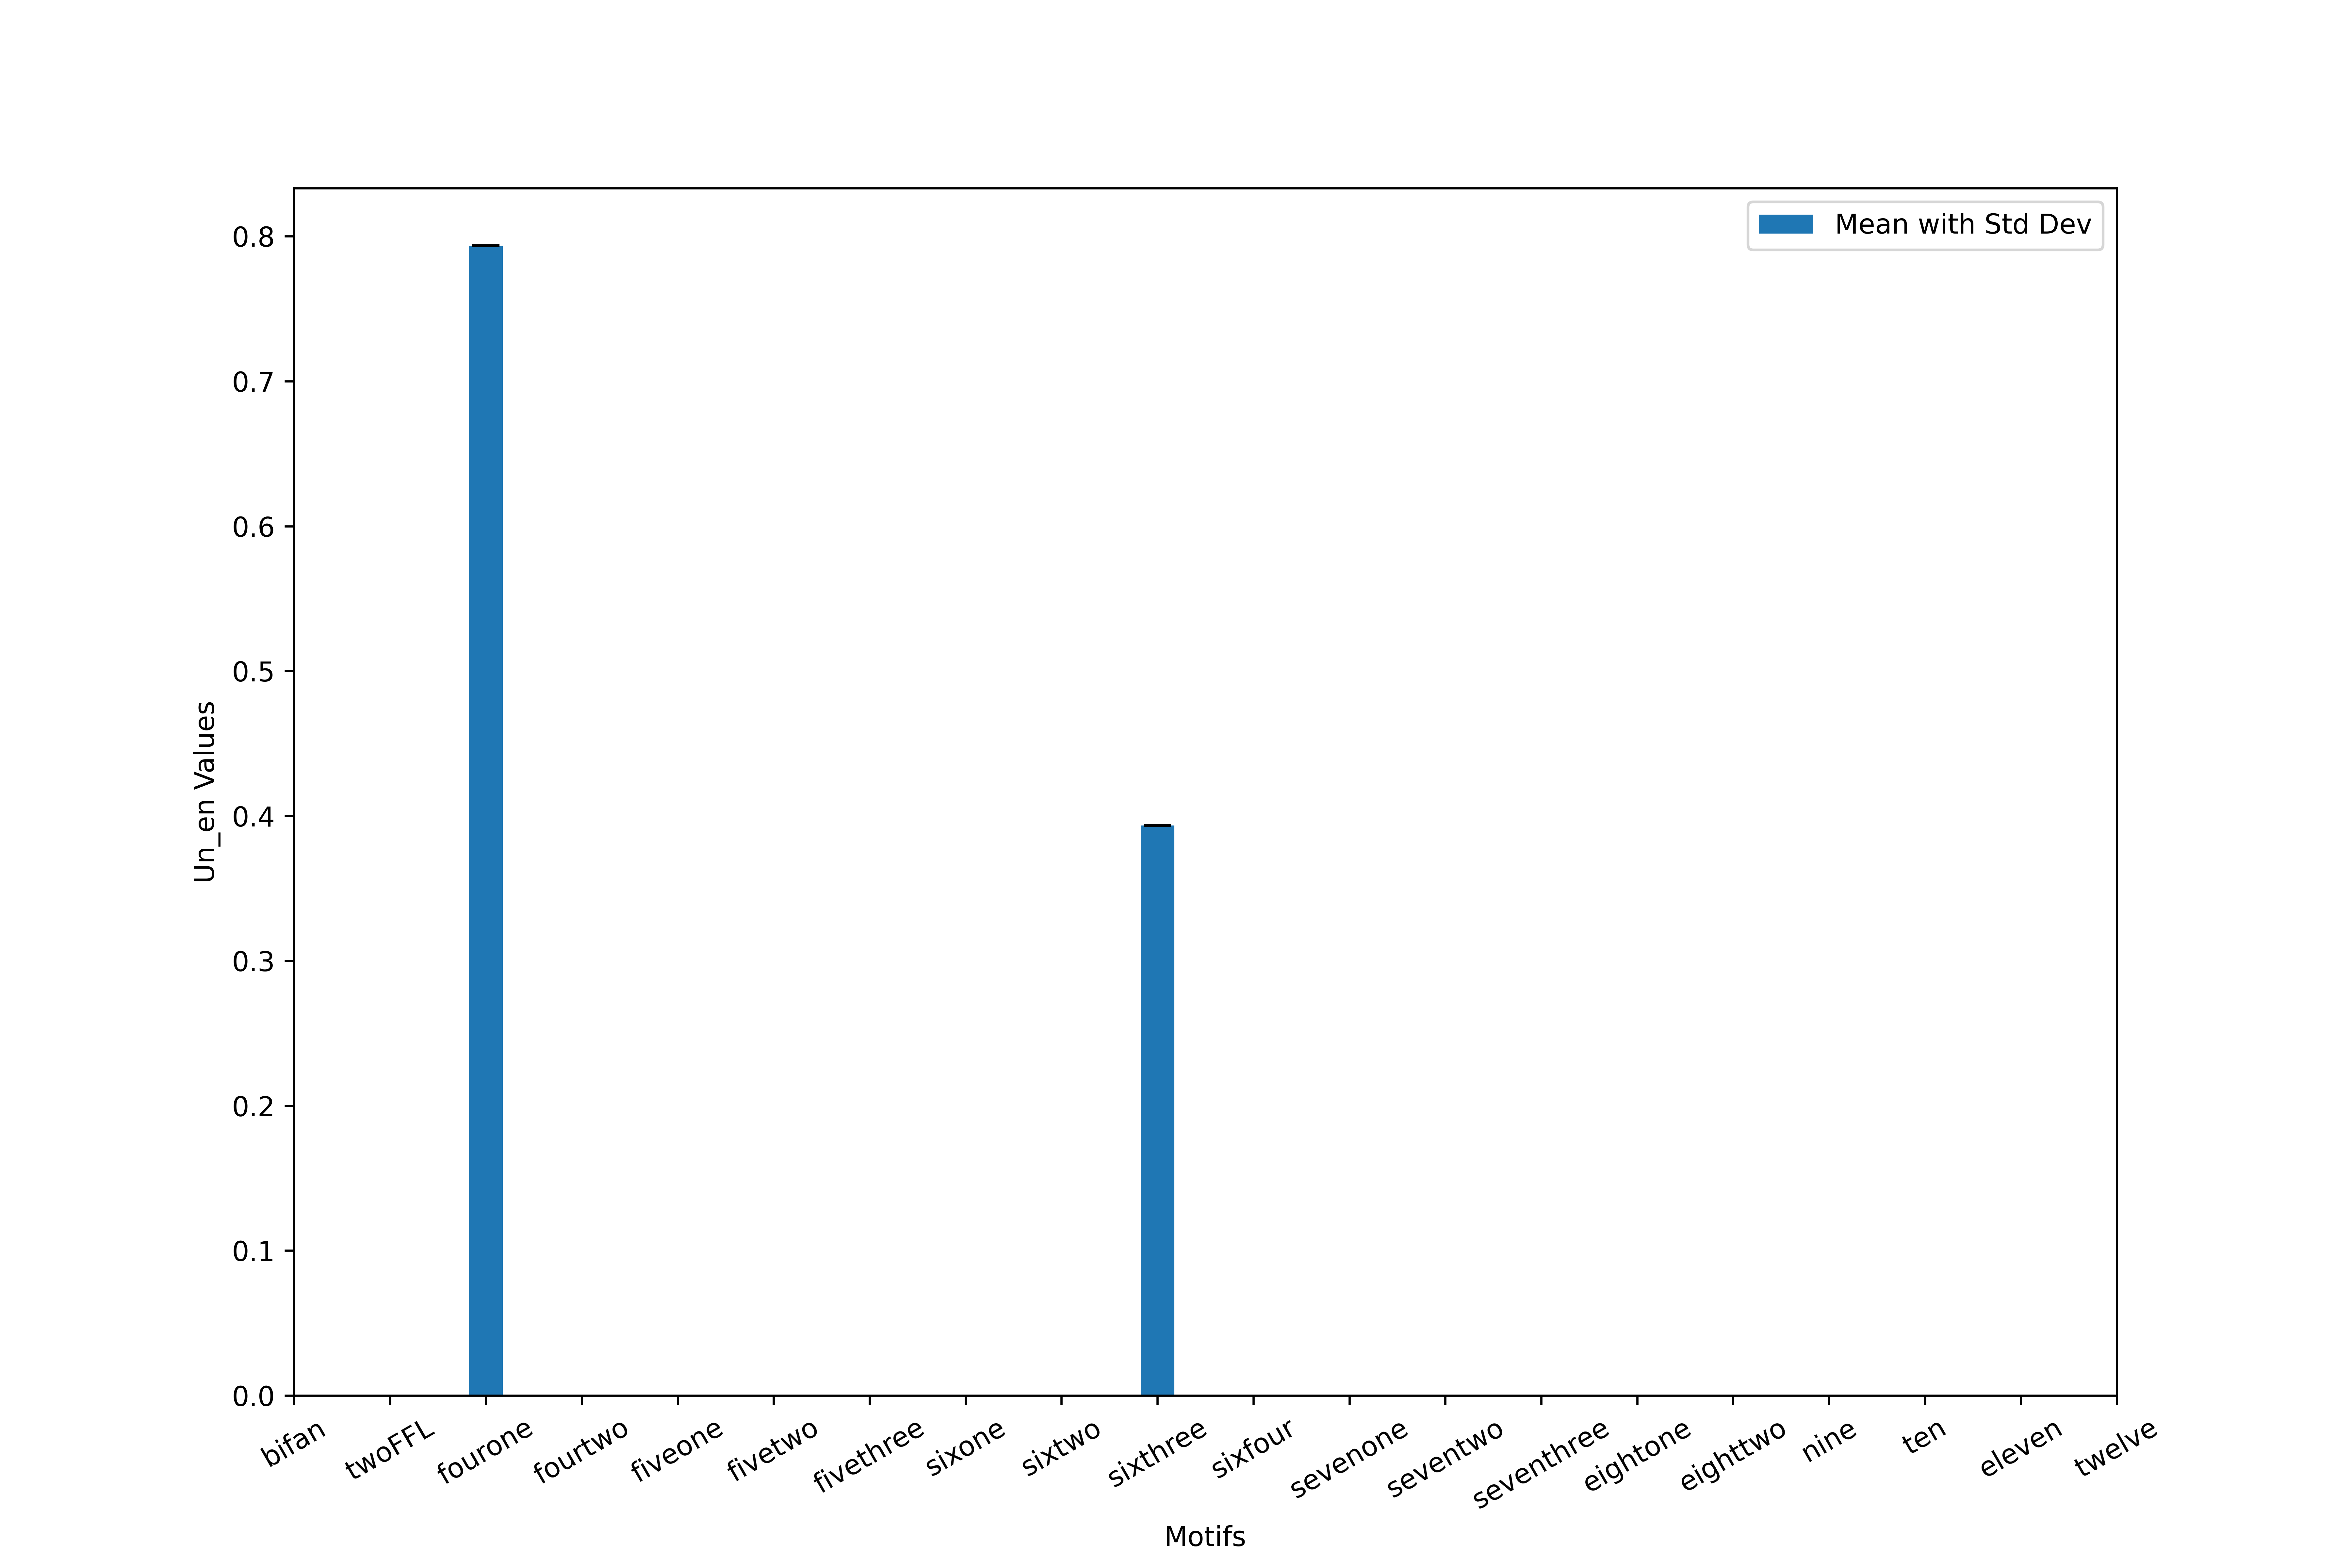 Mean with Std Dev
0.8
0.7
0.6
0.5
0.4
0.3
0.2
0.1
0.0
Un_en Values
bifan twoFFL fourone fourtwo fiveone fivetwo fivethree sixone sixtwo sixthree sixfour sevenone seventwo seventhree eightone eighttwo nine ten eleven twelve
Motifs